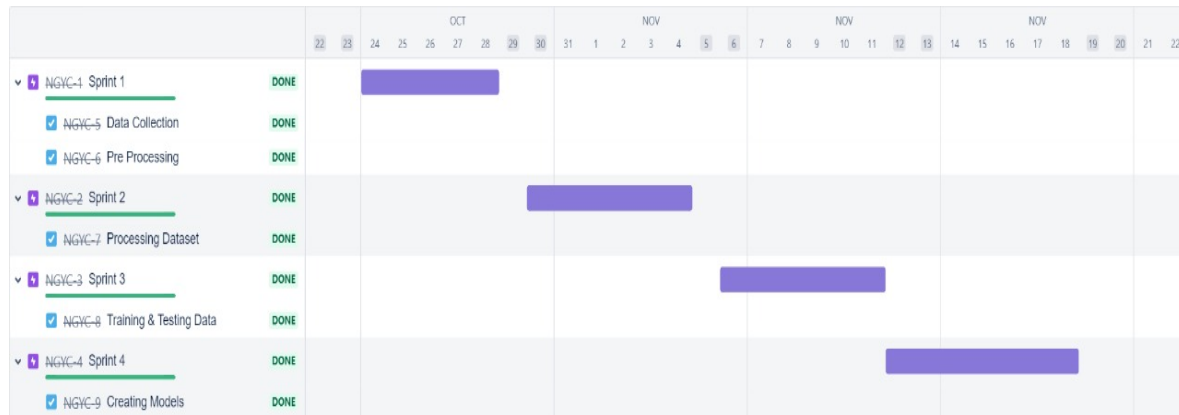 OCT NOV NOV NOV
22 23 24 25 26 27 28 29 30 31 1 2 3 4 5 6 7 8 9 10 11 12 13 14 15 16 17 18 19 20 21 22
NGYC-1 Sprint 1 DONE
NGYC-5 Data Collection DONE
NGYC-6 Pre Processing DONE
NGYC-2 Sprint 2 DONE
NGYC-7 Processing Dataset DONE
NGYC-3 Sprint 3 DONE
NGYC-8 Training & Testing Data DONE
NGYC-4 Sprint 4 DONE
NGYC-9 Creating Models DONE